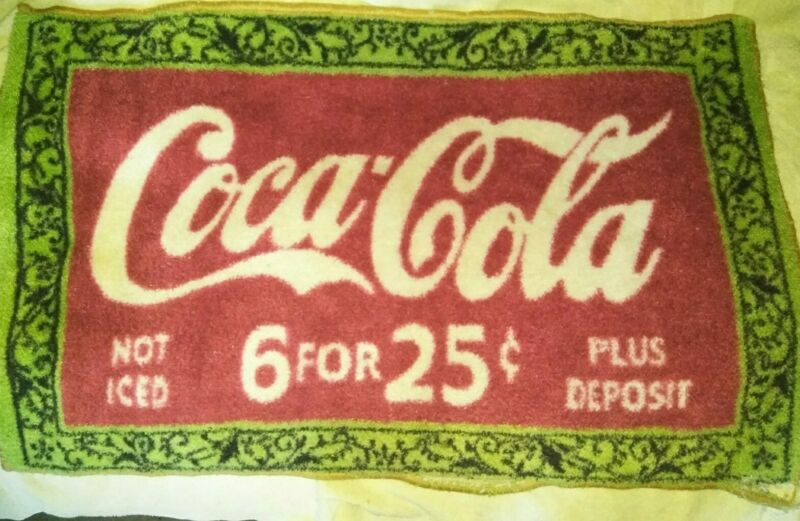 Coca-Cola
NOT ICED
6 FOR 25¢
PLUS DEPOSIT